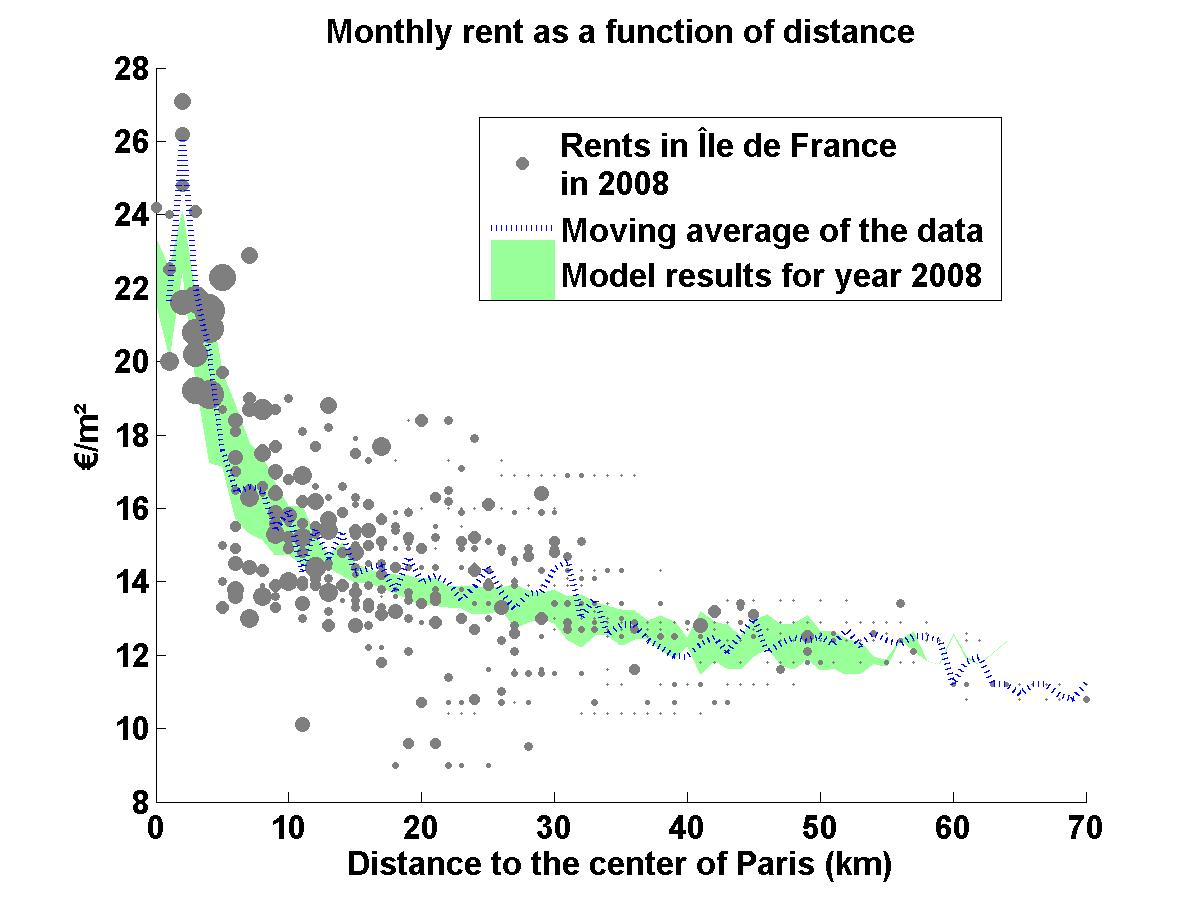 Monthly rent as a function of distance
28
26
24
22
20
18
16
14
12
10
8
€/m²
Rents in Île de France
in 2008
Moving average of the data
Model results for year 2008
0 10 20 30 40 50 60 70
Distance to the center of Paris (km)